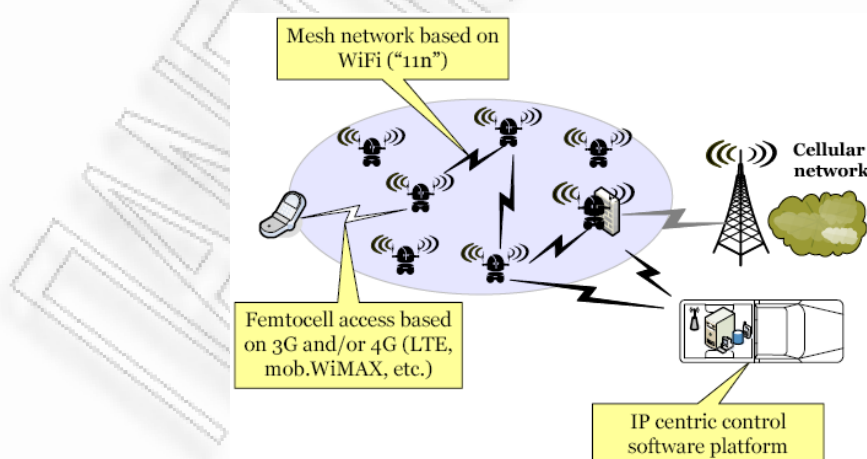 Mesh network based on
WiFi (“11n”)
Cellular
network
Femtocell access based
on 3G and/or 4G (LTE,
mob.WiMAX, etc.)
IP centric control
software platform